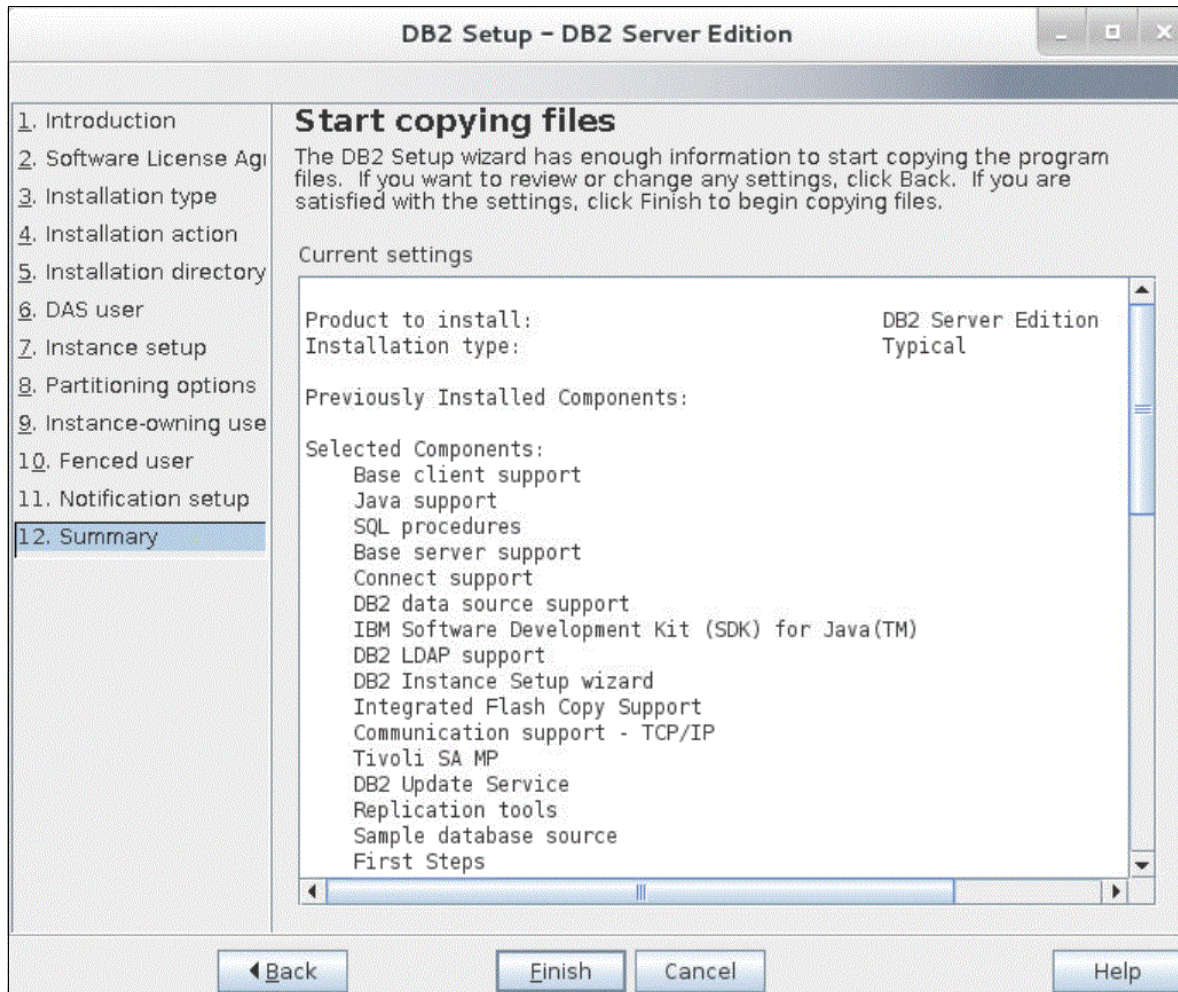 DB2 Setup – DB2 Server Edition
1. Introduction
2. Software License Agr
3. Installation type
4. Installation action
5. Installation directory
6. DAS user
7. Instance setup
8. Partitioning options
9. Instance-owning use
10. Fenced user
11. Notification setup
12. Summary
Start copying files
The DB2 Setup wizard has enough information to start copying the program
files. If you want to review or change any settings, click Back. If you are
satisfied with the settings, click Finish to begin copying files.
Current settings
Product to install: DB2 Server Edition
Installation type: Typical
Previously Installed Components:
Selected Components:
Base client support
Java support
SQL procedures
Base server support
Connect support
DB2 data source support
IBM Software Development Kit (SDK) for Java(TM)
DB2 LDAP support
DB2 Instance Setup wizard
Integrated Flash Copy Support
Communication support - TCP/IP
Tivoli SA MP
DB2 Update Service
Replication tools
Sample database source
First Steps
Back Finish Cancel Help